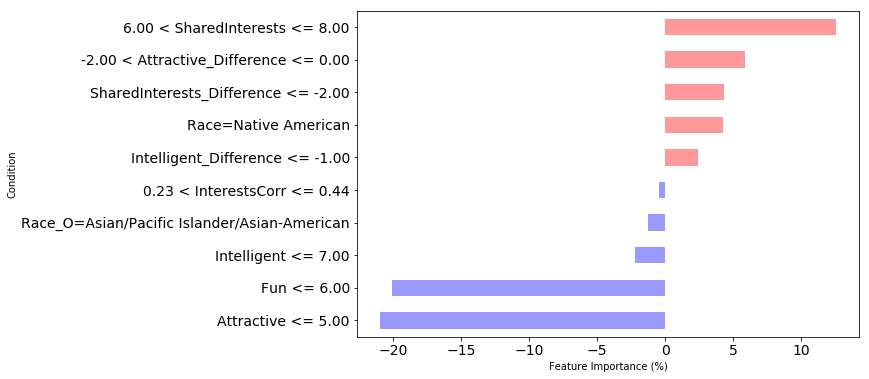 6.00 < SharedInterests <= 8.00
-2.00 < Attractive_Difference <= 0.00
SharedInterests_Difference <= -2.00
Race=Native American
Intelligent_Difference <= -1.00
0.23 < InterestsCorr <= 0.44
Race_O=Asian/Pacific Islander/Asian-American
Intelligent <= 7.00
Fun <= 6.00
Attractive <= 5.00
Condition
−20 −15 −10 −5 0 5 10
Feature Importance (%)